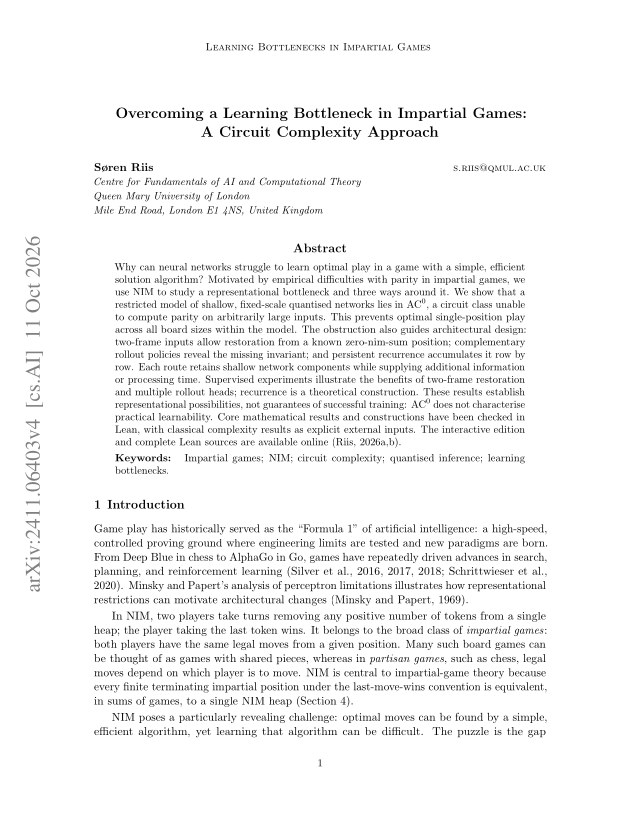 LEARNING BOTTLENECKS IN IMPARTIAL GAMES
Overcoming a Learning Bottleneck in Impartial Games:
A Circuit Complexity Approach
Søren Riis S.RIIS@QMUL.AC.UK
Centre for Fundamentals of AI and Computational Theory
Queen Mary University of London
Mile End Road, London E1 4NS, United Kingdom
Abstract
Why can neural networks struggle to learn optimal play in a game with a simple, efficient
solution algorithm? Motivated by empirical difficulties with parity in impartial games, we
use NIM to study a representational bottleneck and three ways around it. We show that a
restricted model of shallow, fixed-scale quantised networks lies in AC⁰, a circuit class unable
to compute parity on arbitrarily large inputs. This prevents optimal single-position play
across all board sizes within the model. The obstruction also guides architectural design:
two-frame inputs allow restoration from a known zero-nim-sum position; complementary
rollout policies reveal the missing invariant; and persistent recurrence accumulates it row by
row. Each route retains shallow network components while supplying additional information
or processing time. Supervised experiments illustrate the benefits of two-frame restoration
and multiple rollout heads; recurrence is a theoretical construction. These results establish
representational possibilities, not guarantees of successful training: AC⁰ does not characterise
practical learnability. Core mathematical results and constructions have been checked in
Lean, with classical complexity results as explicit external inputs. The interactive edition
and complete Lean sources are available online (Riis, 2026a,b).
Keywords: Impartial games; NIM; circuit complexity; quantised inference; learning
bottlenecks.
1 Introduction
Game play has historically served as the “Formula 1” of artificial intelligence: a high-speed,
controlled proving ground where engineering limits are tested and new paradigms are born.
From Deep Blue in chess to AlphaGo in Go, games have repeatedly driven advances in search,
planning, and reinforcement learning (Silver et al., 2016, 2017, 2018; Schrittwieser et al.,
2020). Minsky and Papert’s analysis of perceptron limitations illustrates how representational
restrictions can motivate architectural changes (Minsky and Papert, 1969).
In NIM, two players take turns removing any positive number of tokens from a single
heap; the player taking the last token wins. It belongs to the broad class of impartial games:
both players have the same legal moves from a given position. Many such board games can
be thought of as games with shared pieces, whereas in partisan games, such as chess, legal
moves depend on which player is to move. NIM is central to impartial-game theory because
every finite terminating impartial position under the last-move-wins convention is equivalent,
in sums of games, to a single NIM heap (Section 4).
NIM poses a particularly revealing challenge: optimal moves can be found by a simple,
efficient algorithm, yet learning that algorithm can be difficult. The puzzle is the gap
1
arXiv:2411.06403v4 [cs.AI] 11 Oct 2026